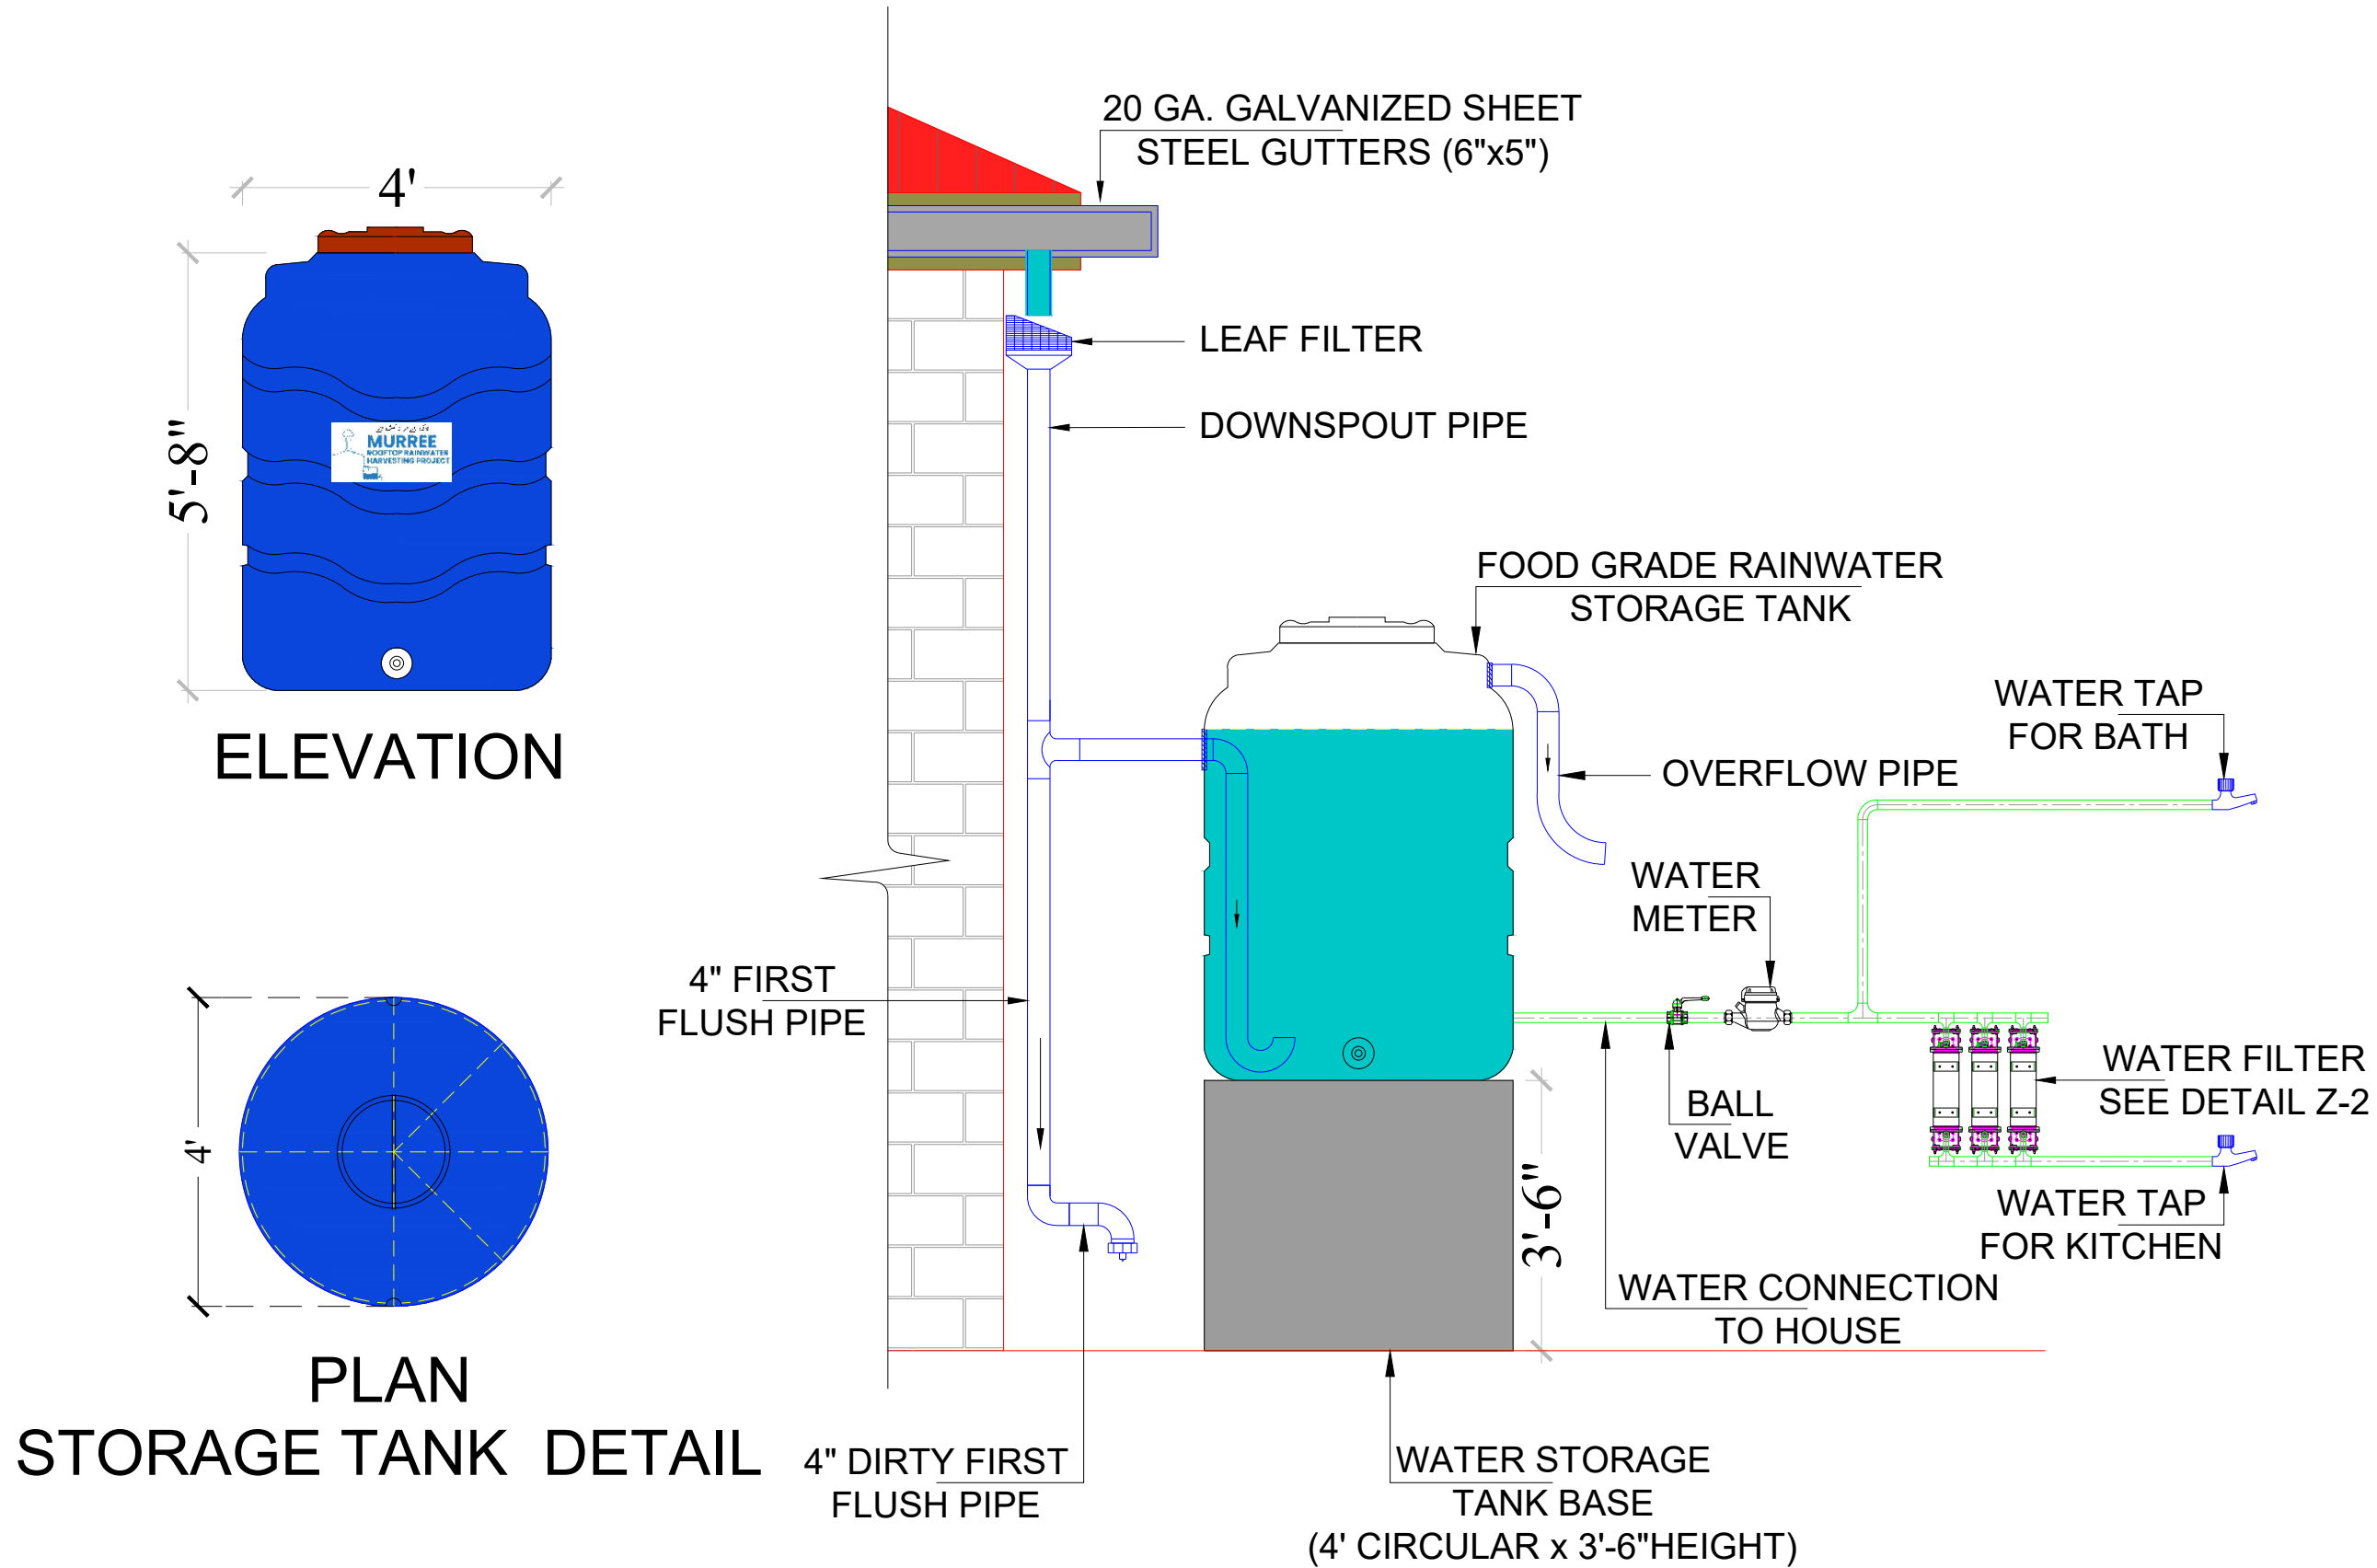 4'
5'-8"
MURREE
ROOFTOP RAINWATER
HARVESTING PROJECT
ELEVATION
4'
PLAN
STORAGE TANK DETAIL
20 GA. GALVANIZED SHEET
STEEL GUTTERS (6"x5")
LEAF FILTER
DOWNSPOUT PIPE
FOOD GRADE RAINWATER
STORAGE TANK
WATER TAP
FOR BATH
OVERFLOW PIPE
WATER
METER
4" FIRST
FLUSH PIPE
BALL
VALVE
WATER FILTER
SEE DETAIL Z-2
3'-6"
WATER TAP
FOR KITCHEN
WATER CONNECTION
TO HOUSE
4" DIRTY FIRST
FLUSH PIPE
WATER STORAGE
TANK BASE
(4' CIRCULAR x 3'-6"HEIGHT)